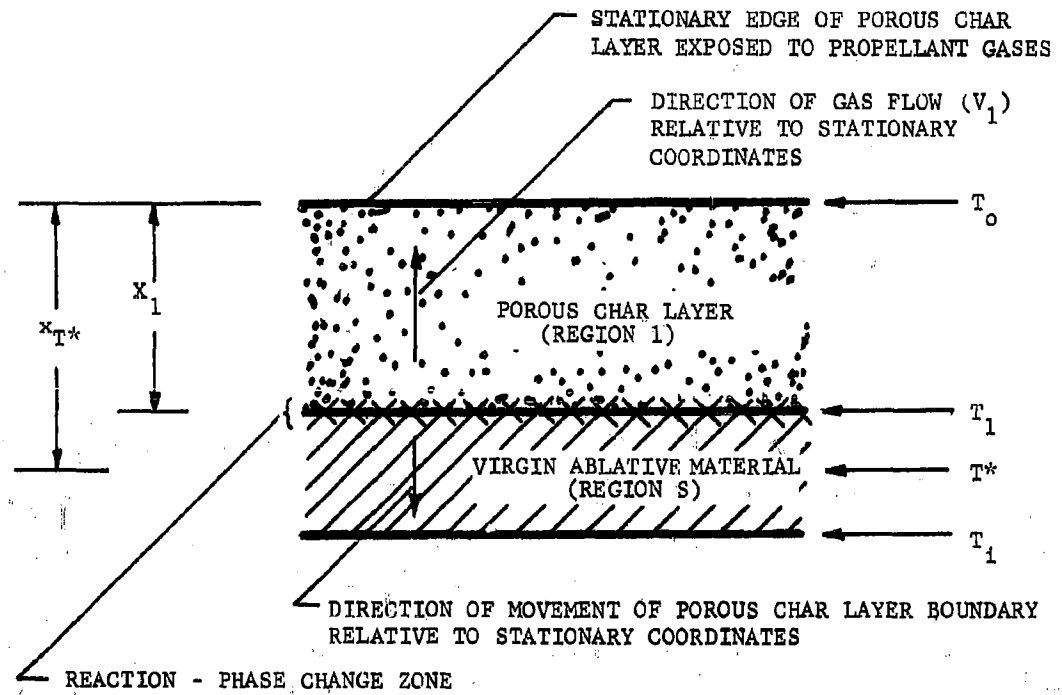 STATIONARY EDGE OF POROUS CHAR
LAYER EXPOSED TO PROPELLANT GASES
DIRECTION OF GAS FLOW (V1)
RELATIVE TO STATIONARY
COORDINATES
To
X1
xT*
POROUS CHAR LAYER
(REGION 1)
T1
VIRGIN ABLATIVE MATERIAL
(REGION S)
T*
Ti
DIRECTION OF MOVEMENT OF POROUS CHAR LAYER BOUNDARY
RELATIVE TO STATIONARY COORDINATES
REACTION - PHASE CHANGE ZONE